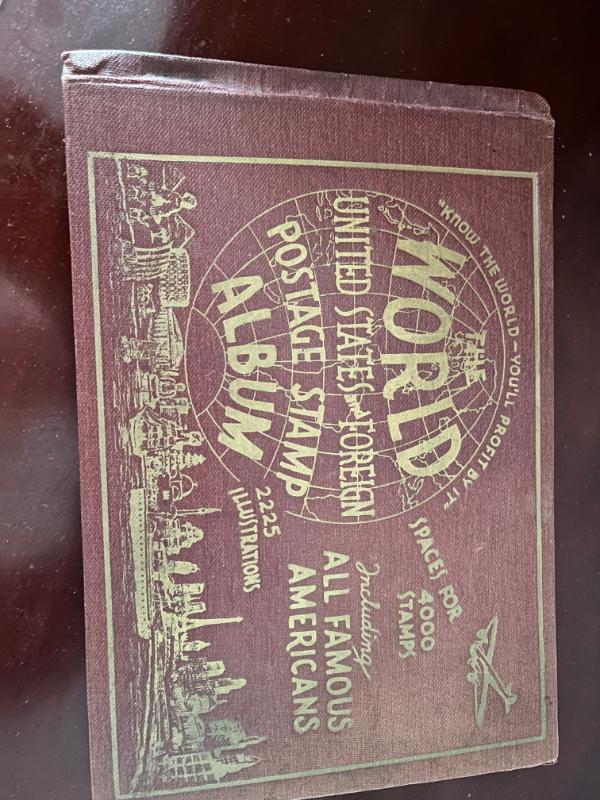 "KNOW THE WORLD – YOU'LL PROFIT BY IT"
THE
WORLD
UNITED STATES and FOREIGN
POSTAGE STAMP
ALBUM
SPACES FOR
4000
STAMPS
Including
ALL FAMOUS
AMERICANS
2225
ILLUSTRATIONS